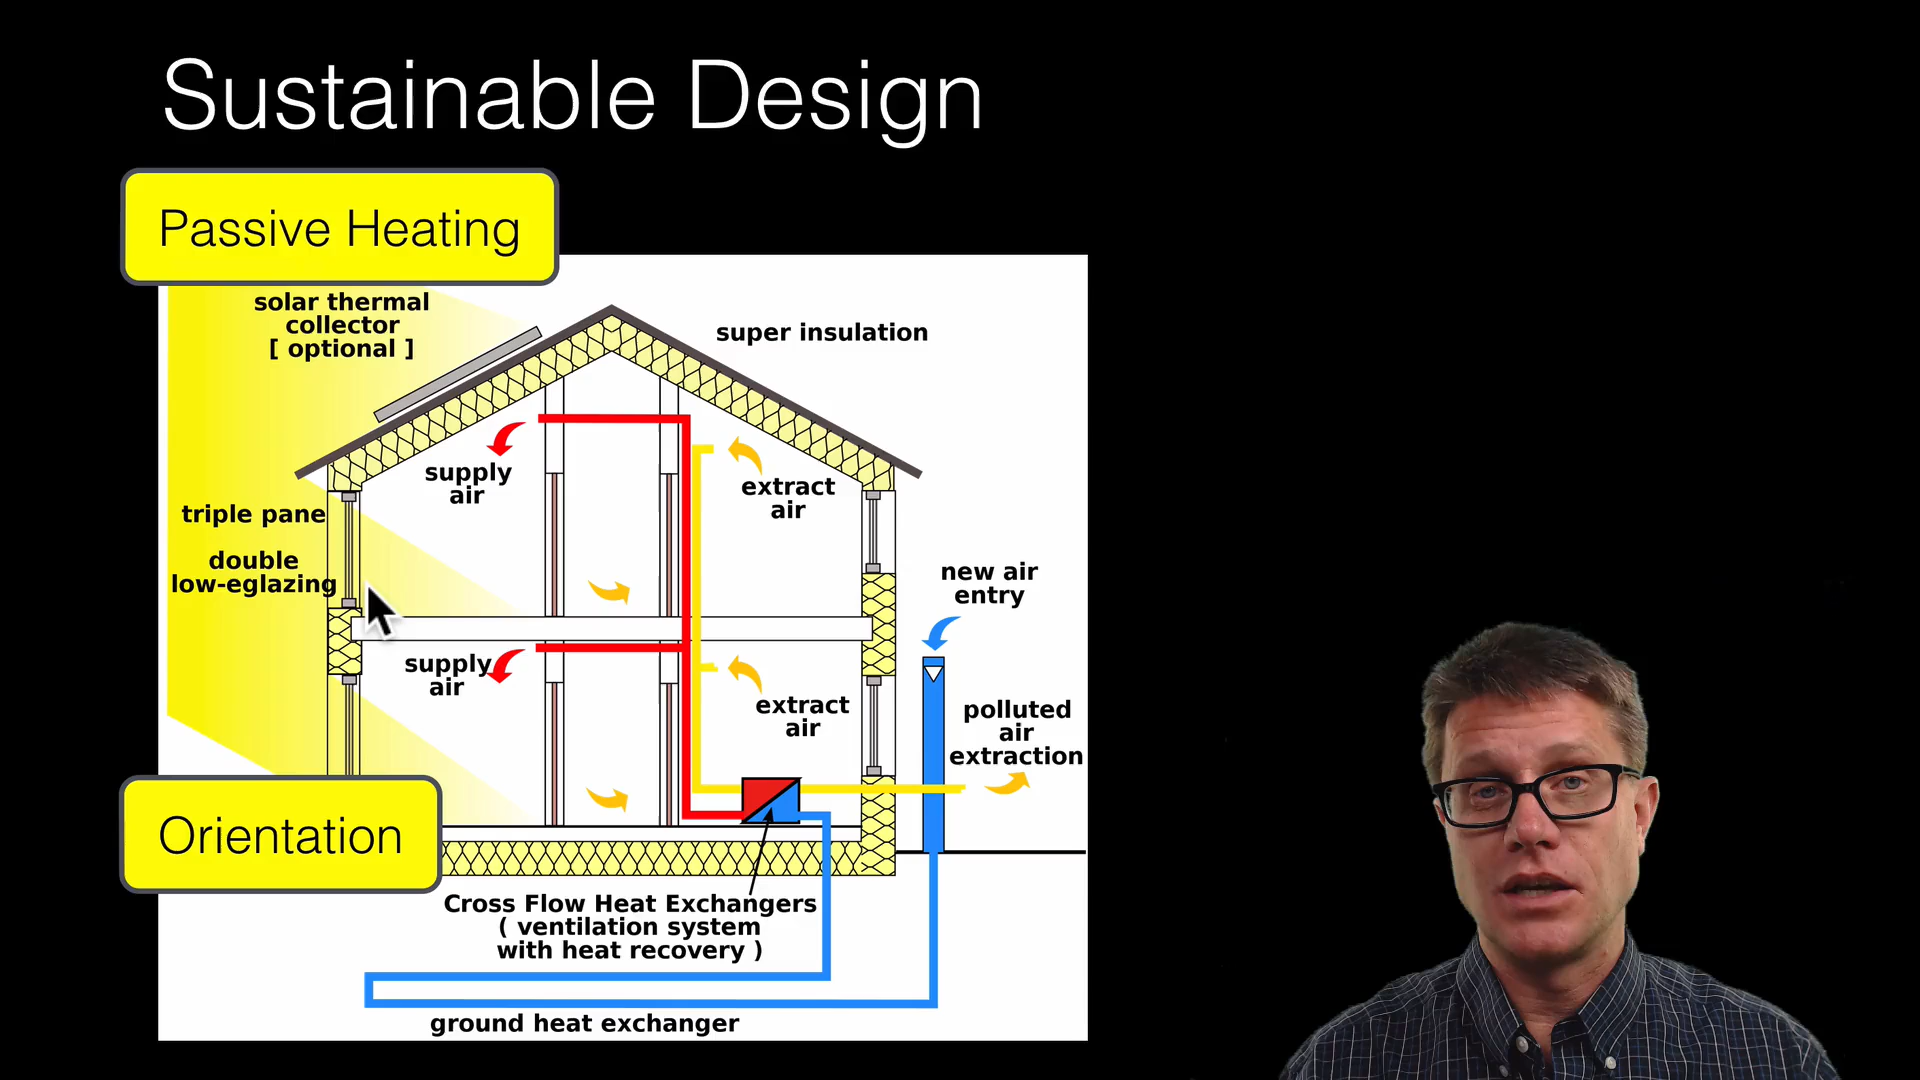 Sustainable Design
Passive Heating
solar thermal
collector
[ optional ]
super insulation
supply
air
extract
air
triple pane
double
low-eglazing
new air
entry
supply
air
extract
air
polluted
air
extraction
Orientation
Cross Flow Heat Exchangers
( ventilation system
with heat recovery )
ground heat exchanger